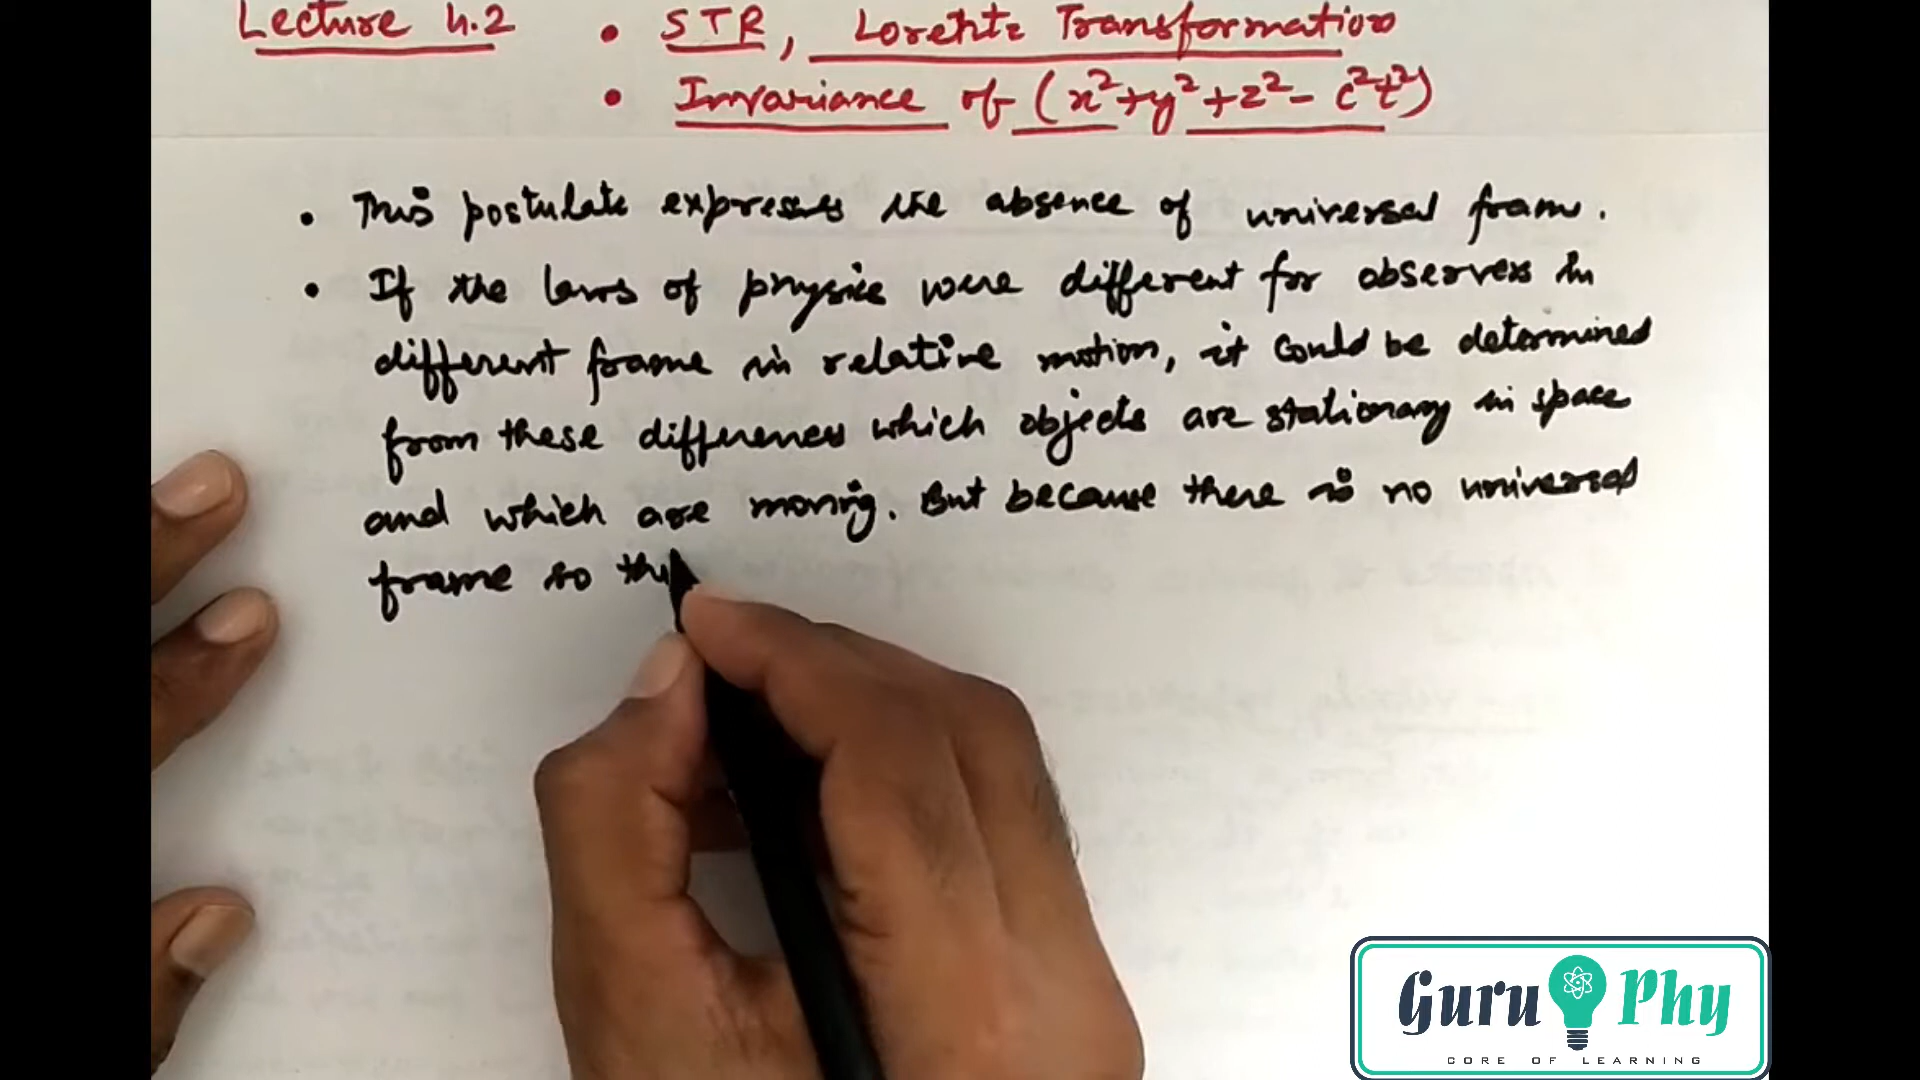 Lecture 4.2 • STR, Lorentz Transformation
• Invariance of (x²+y²+z²- c²t²)
• This postulate expresses the absence of universal frame.
• If the laws of physics were different for observers in
different frame in relative motion, it could be determined
from these differences which objects are stationary in space
and which are moving. But because there is no universal
frame so thi
Guru Phy
CORE OF LEARNING